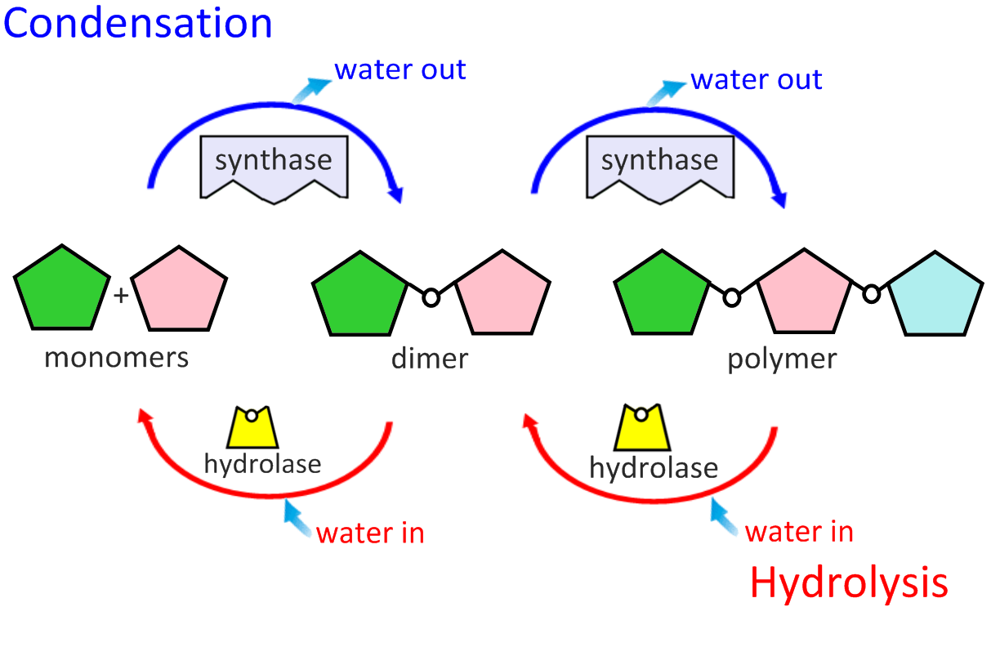 Condensation
water out
water out
synthase
synthase
+
monomers
dimer
polymer
hydrolase
hydrolase
water in
water in
Hydrolysis